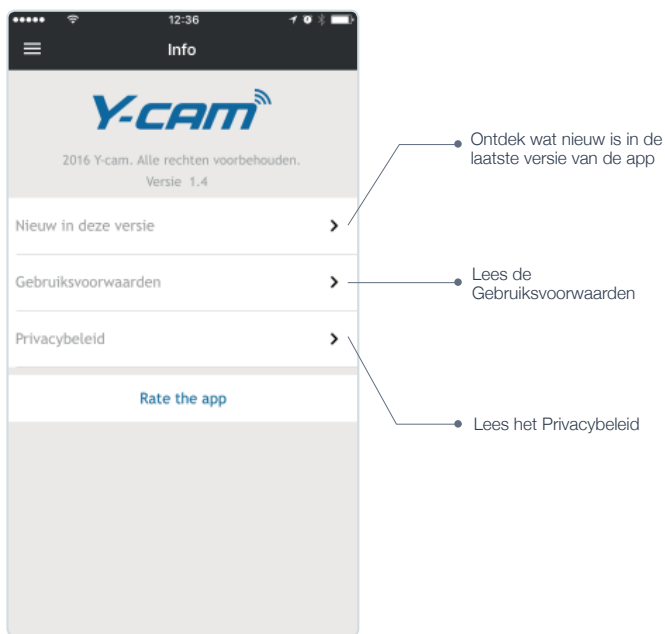 12:36
Info
Y-cam
2016 Y-cam. Alle rechten voorbehouden.
Versie 1.4
Nieuw in deze versie
Gebruiksvoorwaarden
Privacybeleid
Rate the app
Ontdek wat nieuw is in de
laatste versie van de app
Lees de
Gebruiksvoorwaarden
Lees het Privacybeleid